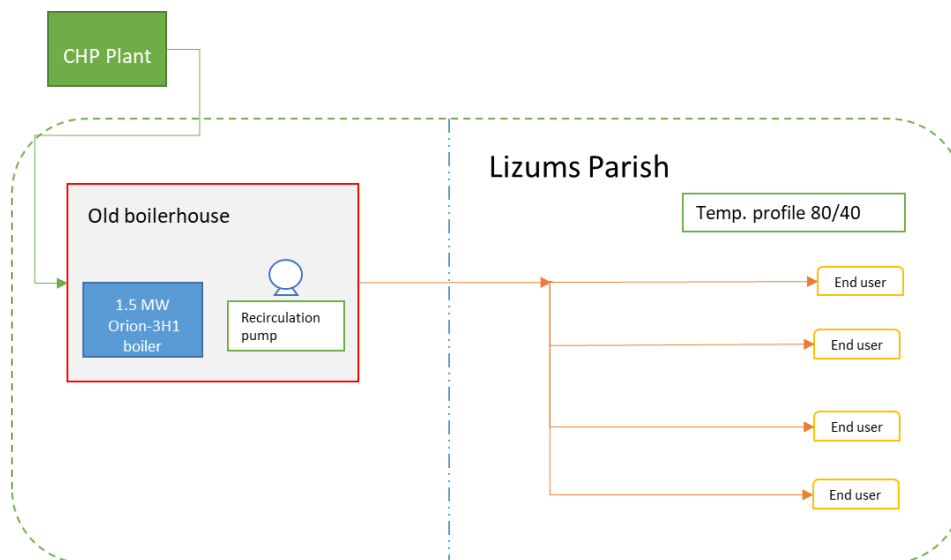 CHP Plant
Lizums Parish
Old boilerhouse
Temp. profile 80/40
1.5 MW
Orion-3H1
boiler
Recirculation
pump
End user
End user
End user
End user